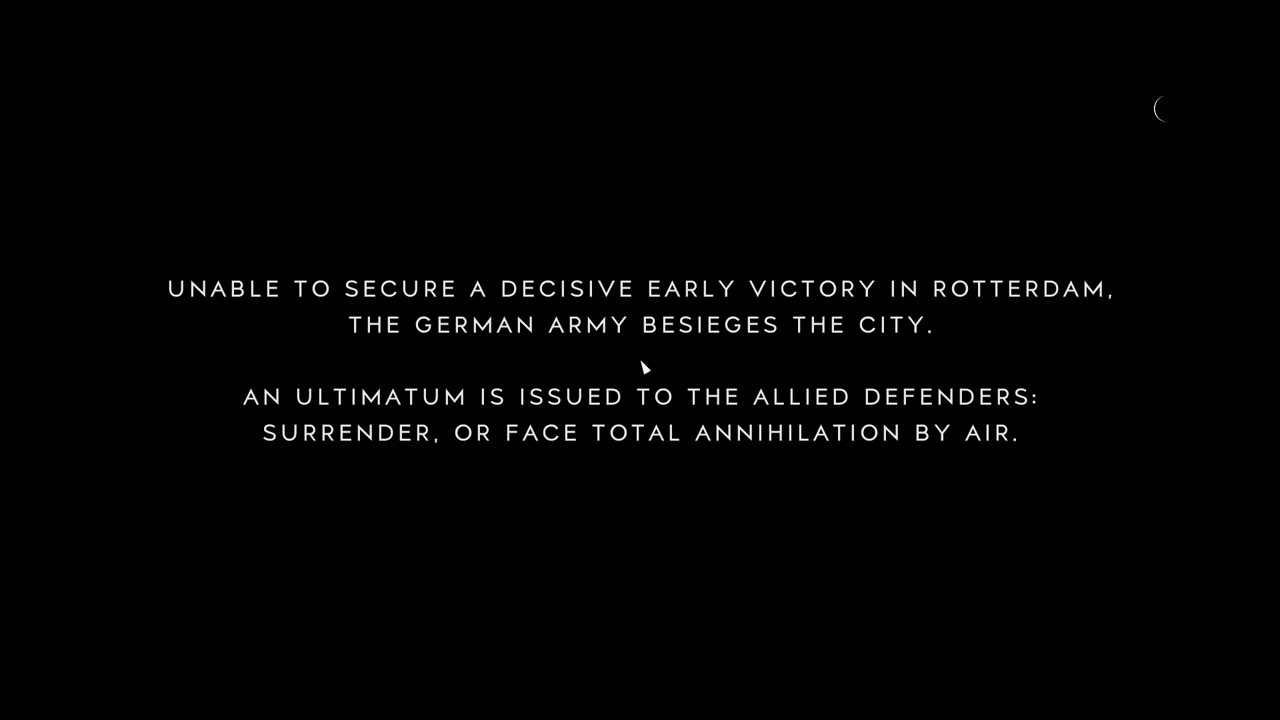 UNABLE TO SECURE A DECISIVE EARLY VICTORY IN ROTTERDAM,
THE GERMAN ARMY BESIEGES THE CITY.
AN ULTIMATUM IS ISSUED TO THE ALLIED DEFENDERS:
SURRENDER, OR FACE TOTAL ANNIHILATION BY AIR.